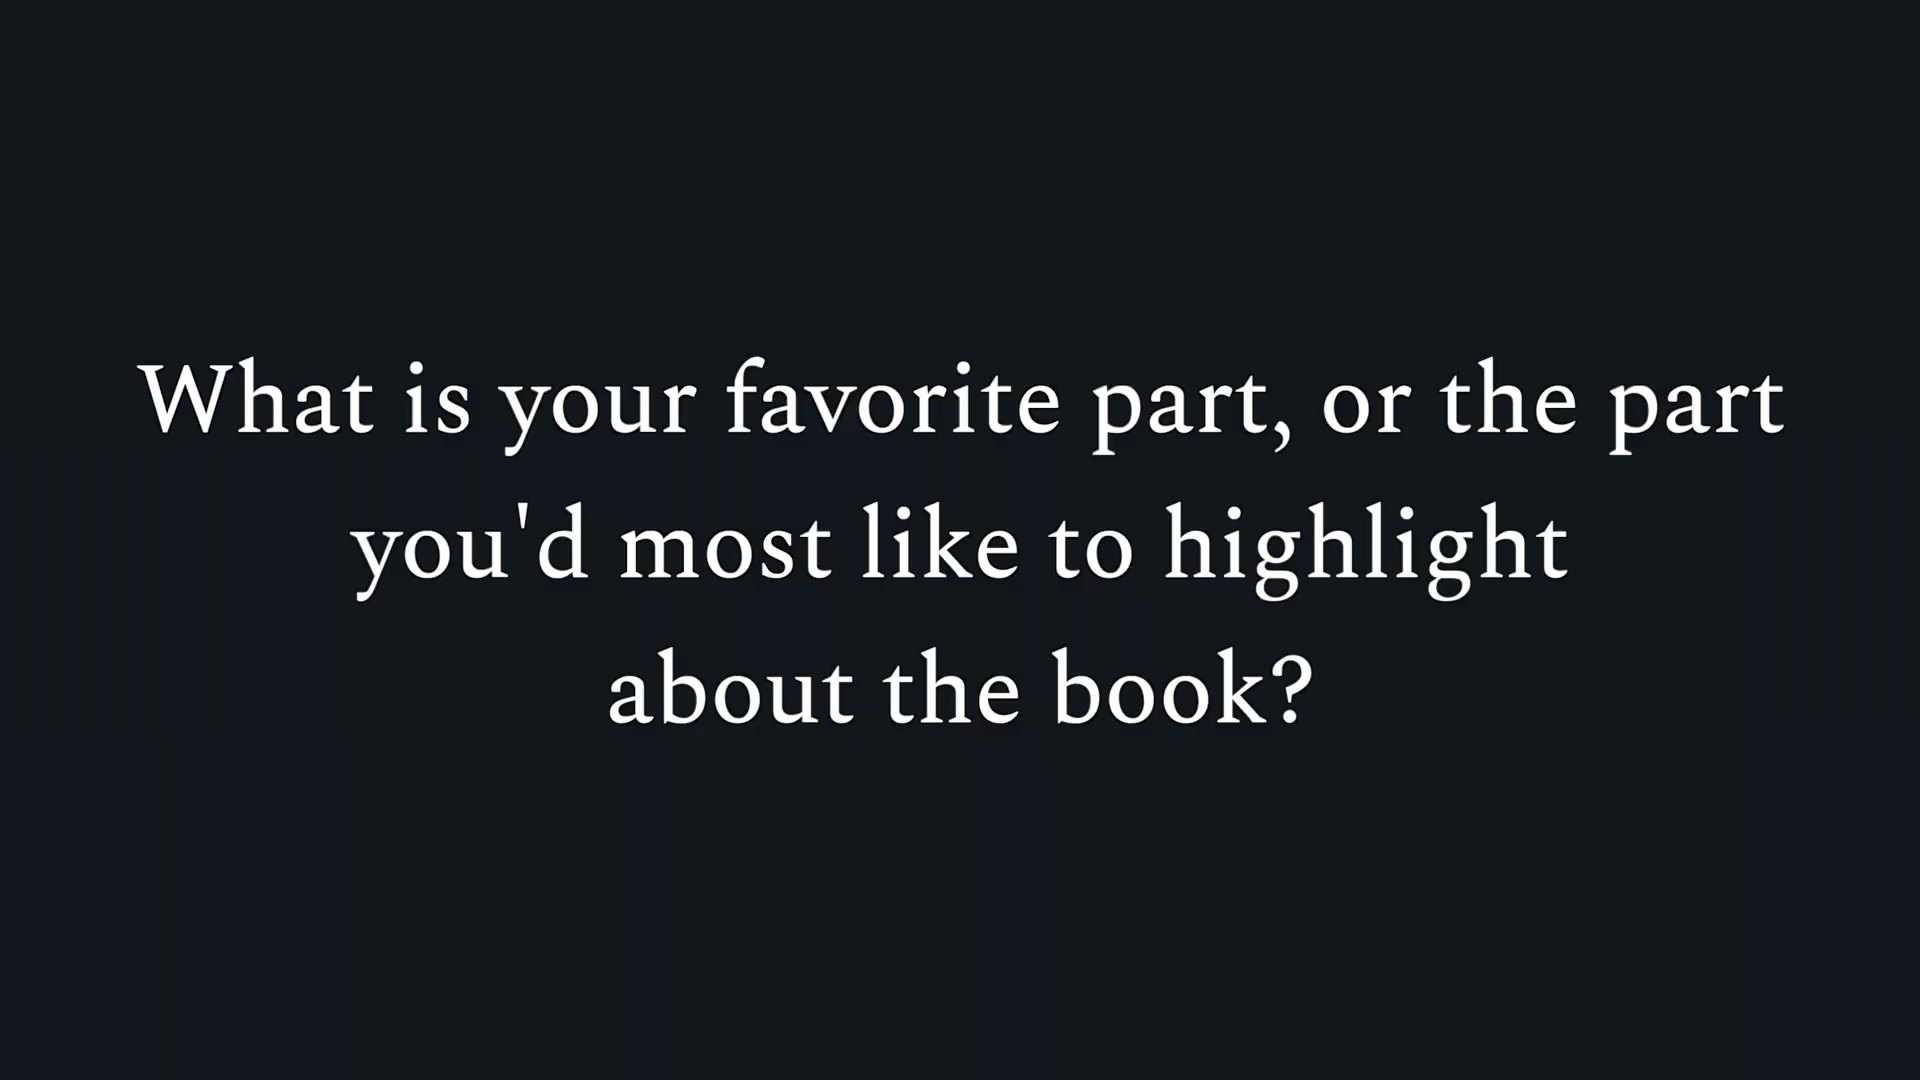 What is your favorite part, or the part
you'd most like to highlight
about the book?